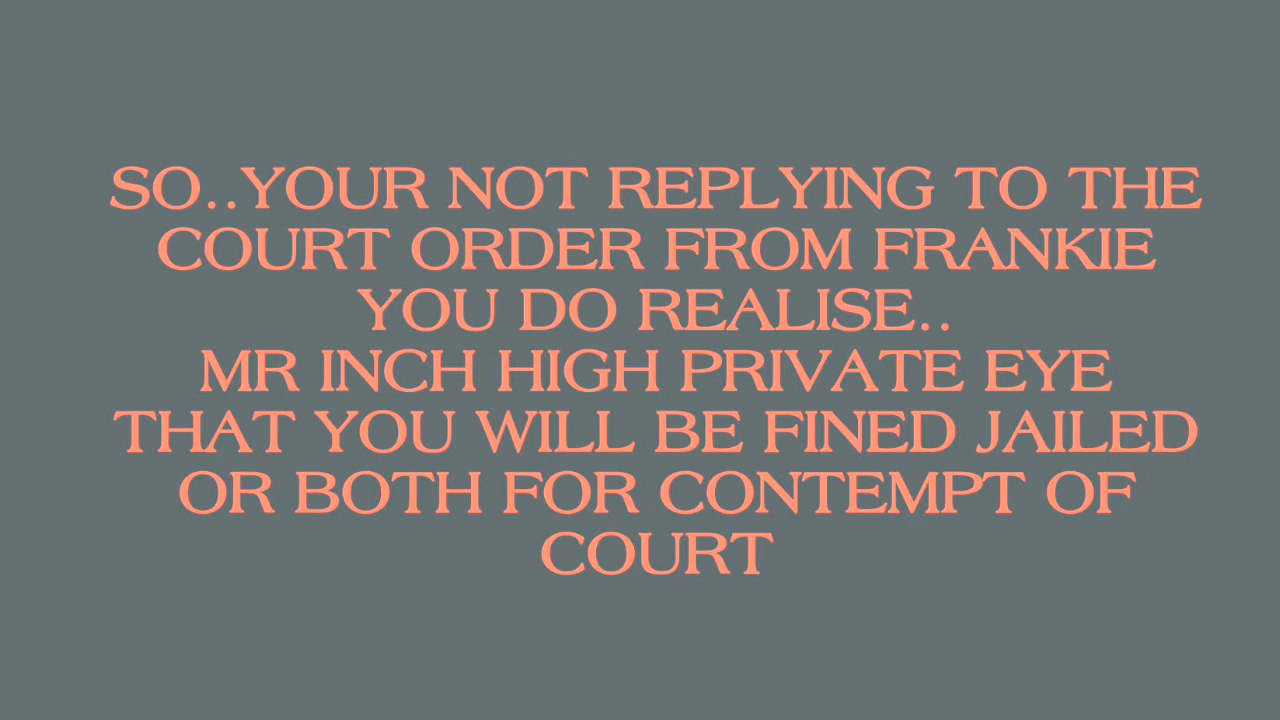 SO..YOUR NOT REPLYING TO THE
COURT ORDER FROM FRANKIE
YOU DO REALISE..
MR INCH HIGH PRIVATE EYE
THAT YOU WILL BE FINED JAILED
OR BOTH FOR CONTEMPT OF
COURT